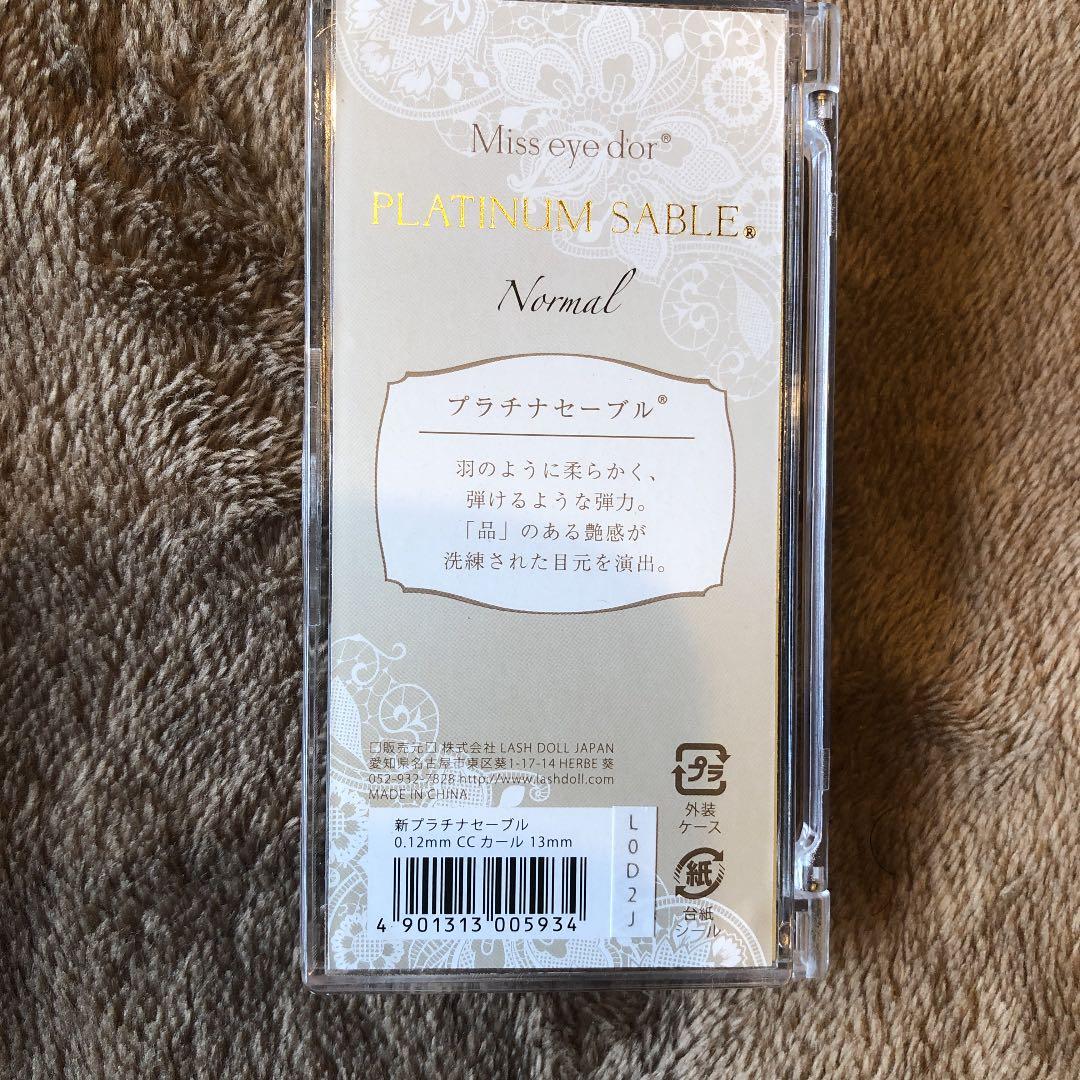 Miss eye d'or®
PLATINUM SABLE®
Normal
プラチナセーブル®
羽のように柔らかく、
弾けるような弾力。
「品」のある艶感が
洗練された目元を演出。
□販売元□ 株式会社 LASH DOLL JAPAN
愛知県名古屋市東区葵1-17-14 HERBE 葵
052-932-7828 http://www.lashdoll.com
MADE IN CHINA
プラ
外装
ケース
紙
台紙
シール
新プラチナセーブル
0.12mm CC カール 13mm
4 901313 005934
L0D2J